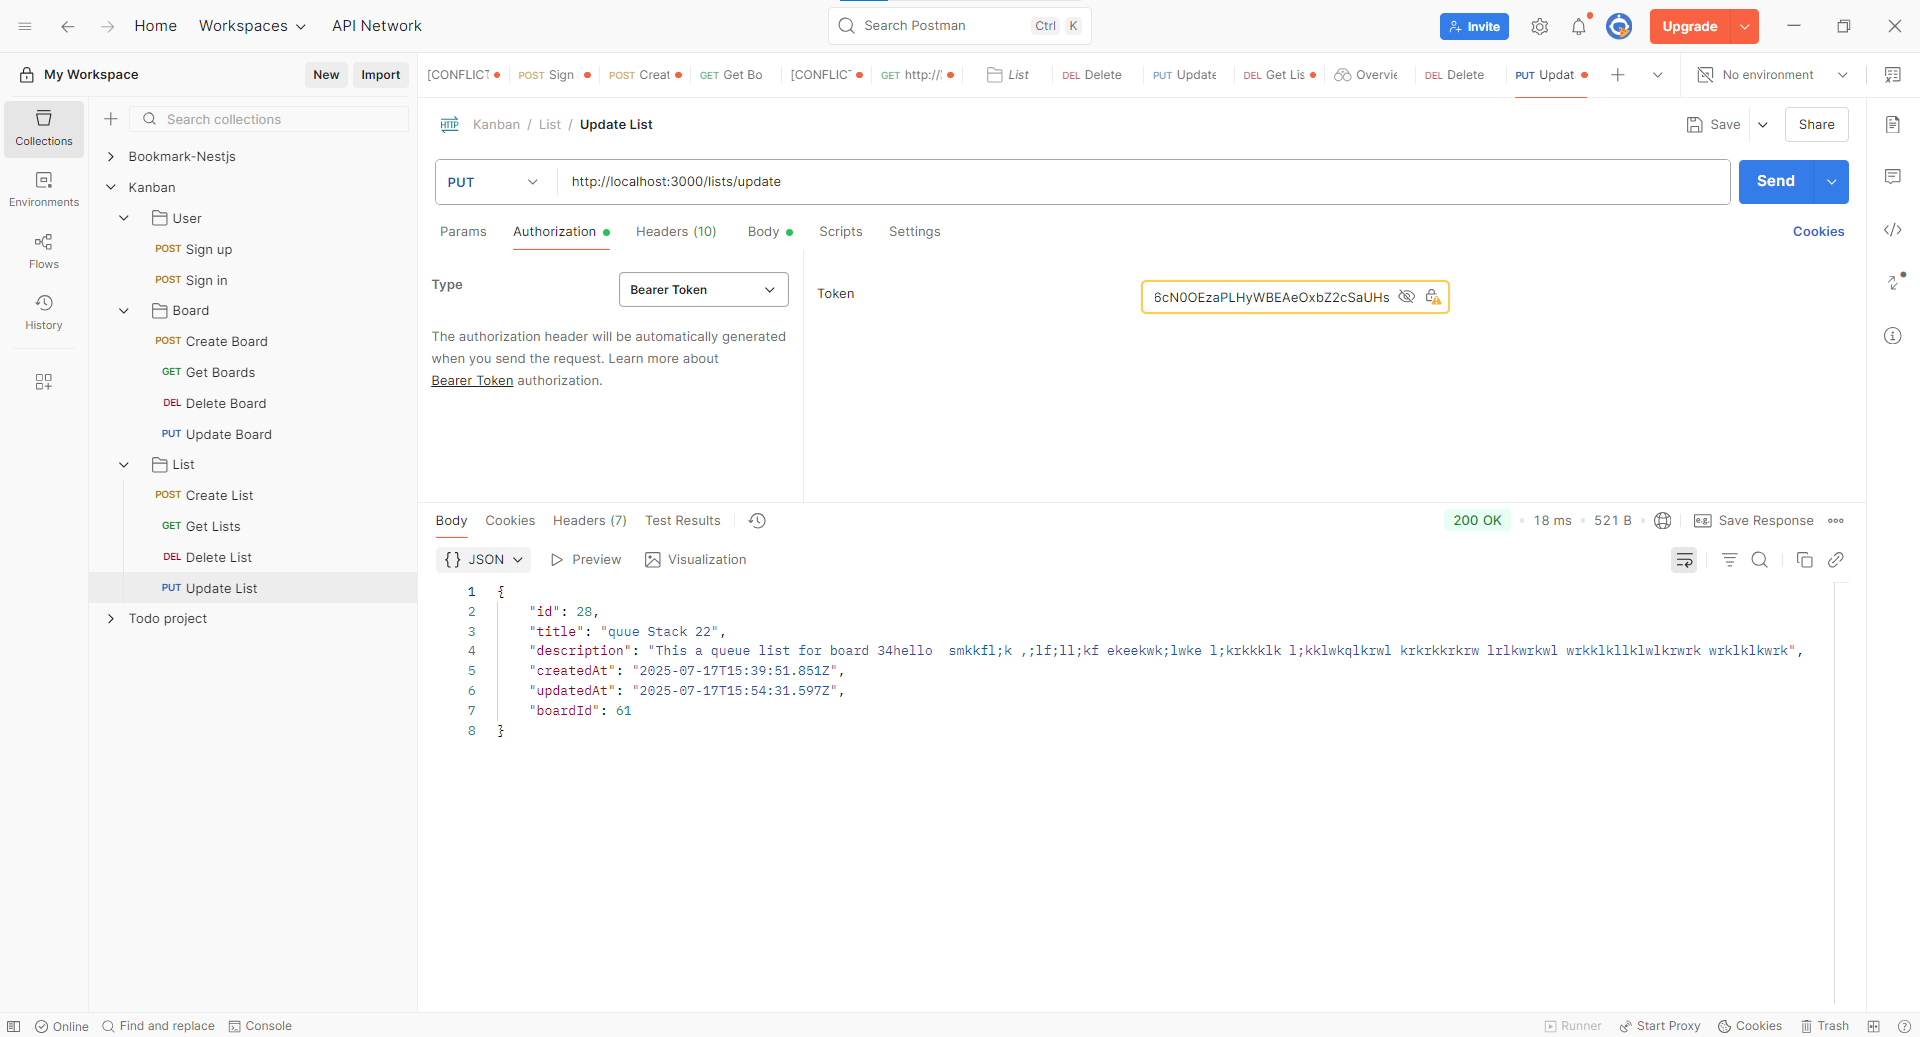 Home Workspaces API Network Search Postman Ctrl K Invite Upgrade
My Workspace New Import
[CONFLICT POST Sign POST Creat GET Get Bo [CONFLIC GET http:// List DEL Delete PUT Update DEL Get Lis Overvie DEL Delete PUT Updat No environment
Collections
Environments
Flows
History
Search collections
Bookmark-Nestjs
Kanban
User
POST Sign up
POST Sign in
Board
POST Create Board
GET Get Boards
DEL Delete Board
PUT Update Board
List
POST Create List
GET Get Lists
DEL Delete List
PUT Update List
Todo project
HTTP Kanban / List / Update List Save Share
PUT http://localhost:3000/lists/update Send
Params Authorization Headers (10) Body Scripts Settings Cookies
Type Bearer Token
The authorization header will be automatically generated
when you send the request. Learn more about
Bearer Token authorization.
Token 6cN0OEzaPLHyWBEAeOxbZ2cSaUHs
Body Cookies Headers (7) Test Results 200 OK 18 ms 521 B e.g. Save Response
{} JSON Preview Visualization
1 {
2 "id": 28,
3 "title": "quue Stack 22",
4 "description": "This a queue list for board 34hello  smkkfl;k ,;lf;ll;kf ekeekwk;lwke l;krkkklk l;kklwkqlkrwl krkrkkrkrw lrlkwrkwl wrkklkllklwlkrwrk wrklklkwrk",
5 "createdAt": "2025-07-17T15:39:51.851Z",
6 "updatedAt": "2025-07-17T15:54:31.597Z",
7 "boardId": 61
8 }
Online Find and replace Console Runner Start Proxy Cookies Trash